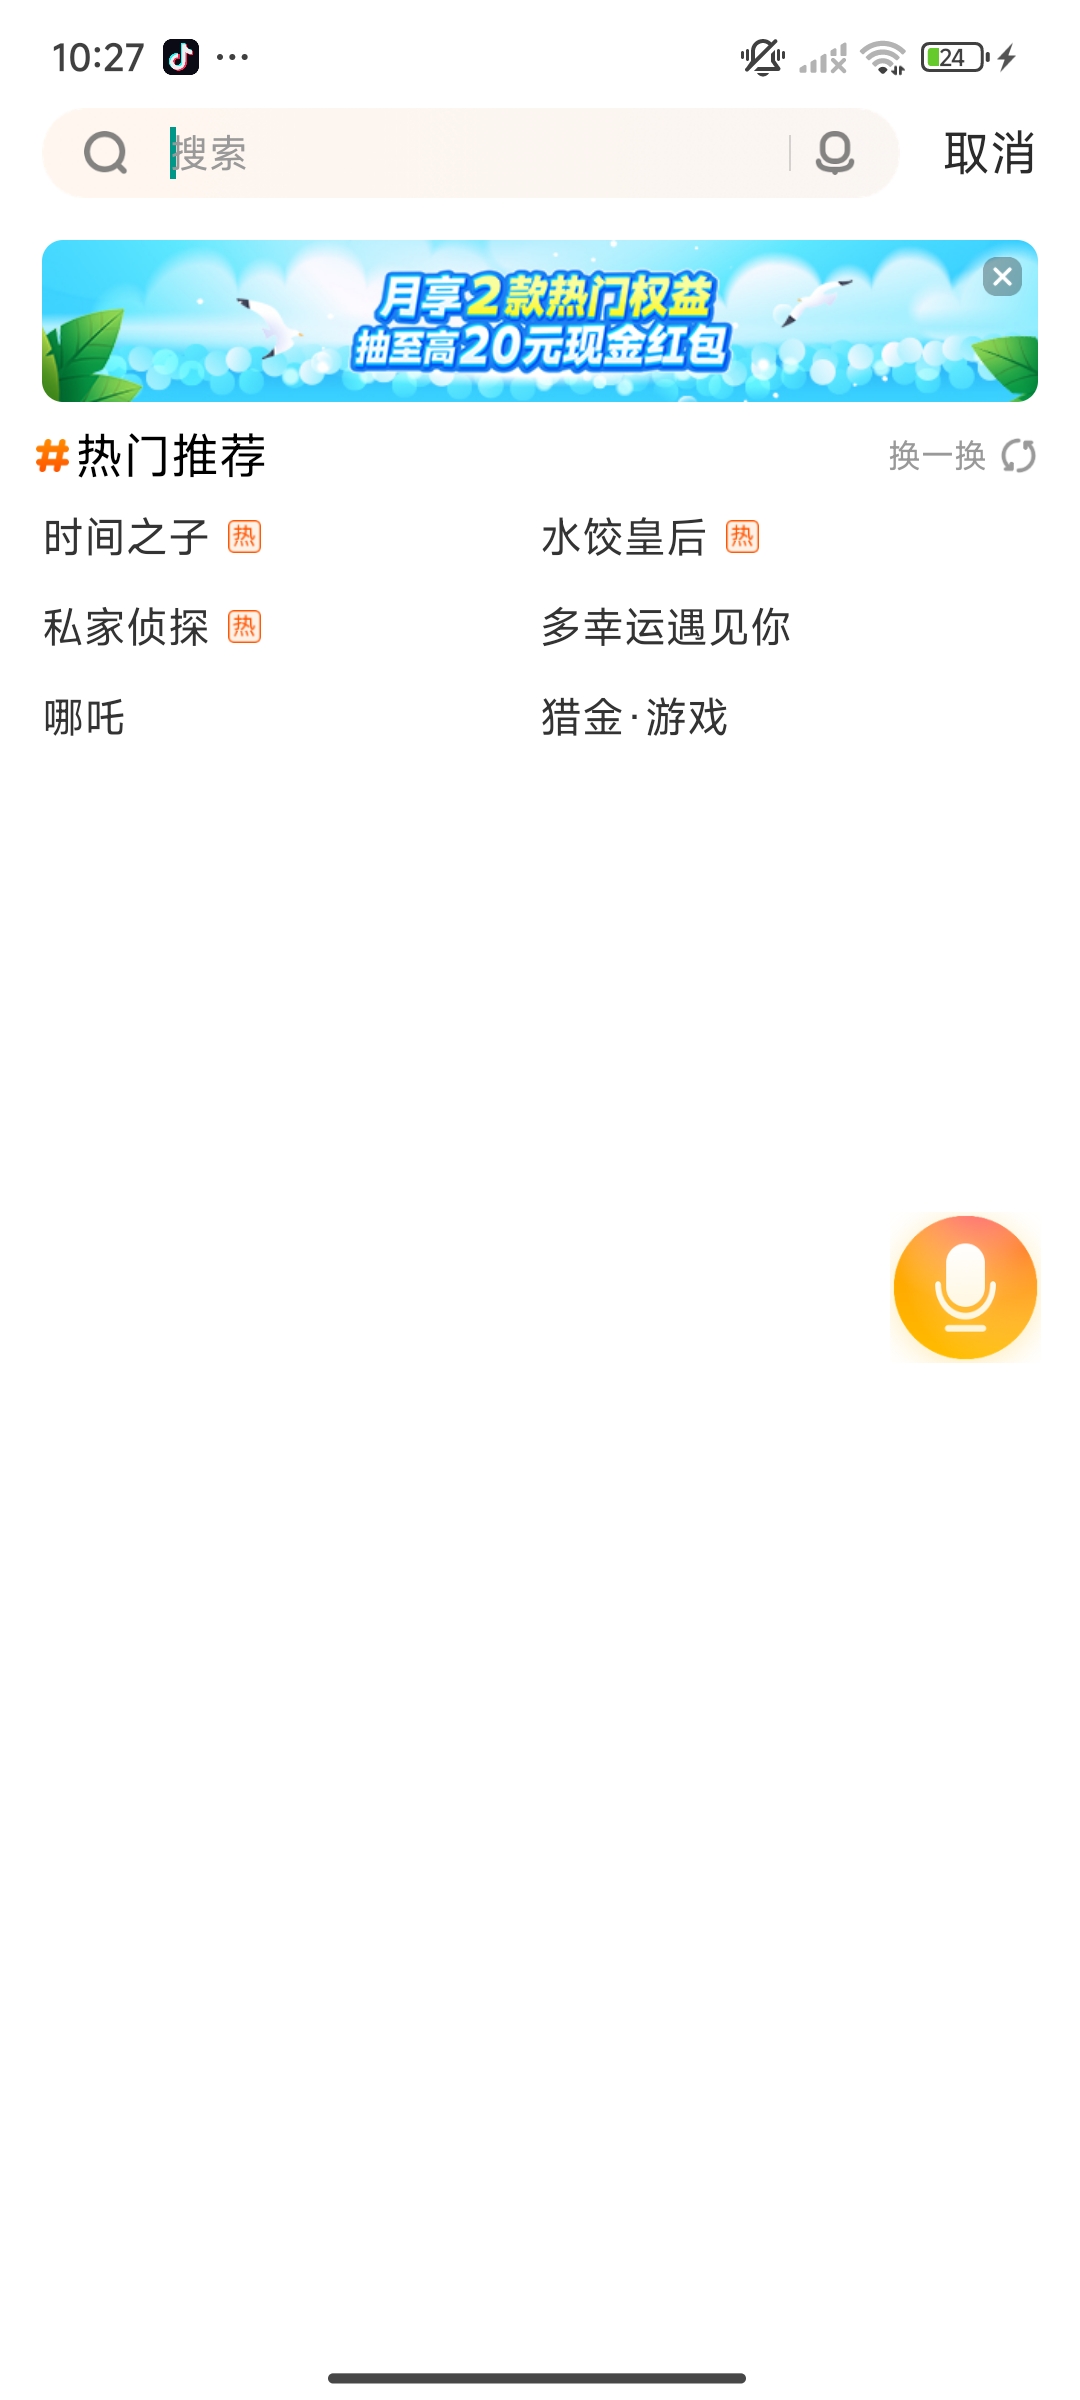 10:27
24
搜索
取消
月享2款热门权益
抽至高20元现金红包
#热门推荐
换一换
时间之子 热
水饺皇后 热
私家侦探 热
多幸运遇见你
哪吒
猎金·游戏